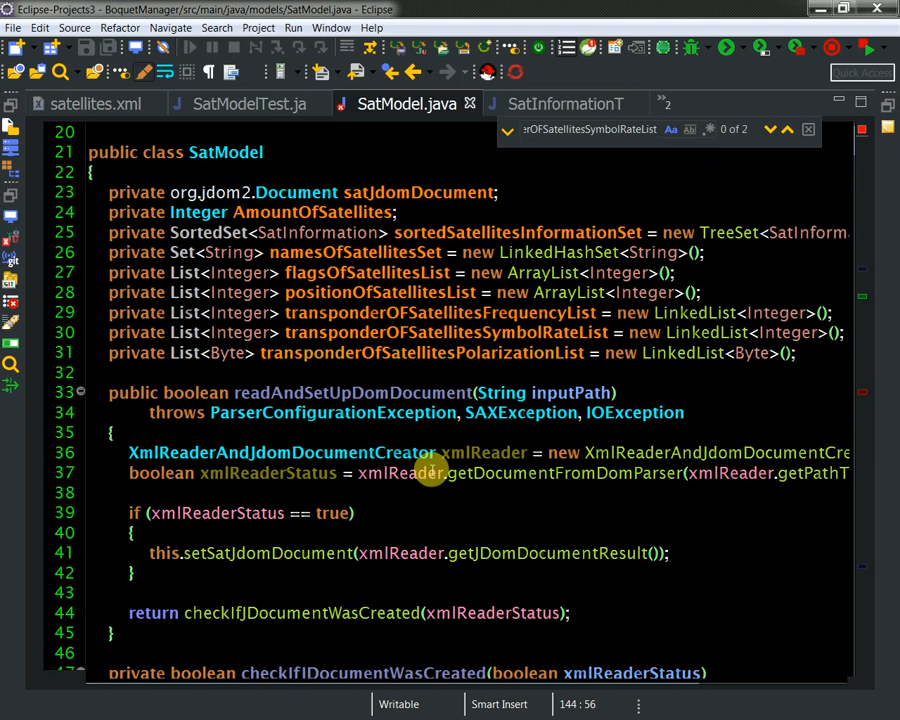 Eclipse-Projects3 - BoquetManager/src/main/java/models/SatModel.java - Eclipse
File Edit Source Refactor Navigate Search Project Run Window Help
Quick Access
satellites.xml SatModelTest.ja SatModel.java SatInformationT »2
erOFSatellitesSymbolRateList Aa Ab 0 of 2
20
21 public class SatModel
22 {
23 private org.jdom2.Document satJdomDocument;
24 private Integer AmountOfSatellites;
25 private SortedSet<SatInformation> sortedSatellitesInformationSet = new TreeSet<SatInform
26 private Set<String> namesOfSatellitesSet = new LinkedHashSet<String>();
27 private List<Integer> flagsOfSatellitesList = new ArrayList<Integer>();
28 private List<Integer> positionOfSatellitesList = new ArrayList<Integer>();
29 private List<Integer> transponderOfSatellitesFrequencyList = new LinkedList<Integer>();
30 private List<Integer> transponderOfSatellitesSymbolRateList = new LinkedList<Integer>();
31 private List<Byte> transponderOfSatellitesPolarizationList = new LinkedList<Byte>();
32
33 public boolean readAndSetUpDomDocument(String inputPath)
34 throws ParserConfigurationException, SAXException, IOException
35 {
36 XmlReaderAndJdomDocumentCreator xmlReader = new XmlReaderAndJdomDocumentCre
37 boolean xmlReaderStatus = xmlReader.getDocumentFromDomParser(xmlReader.getPathT
38
39 if (xmlReaderStatus == true)
40 {
41 this.setSatJdomDocument(xmlReader.getJDomDocumentResult());
42 }
43
44 return checkIfJDocumentWasCreated(xmlReaderStatus);
45 }
46
47 private boolean checkIfJDocumentWasCreated(boolean xmlReaderStatus)
Writable Smart Insert 144 : 56